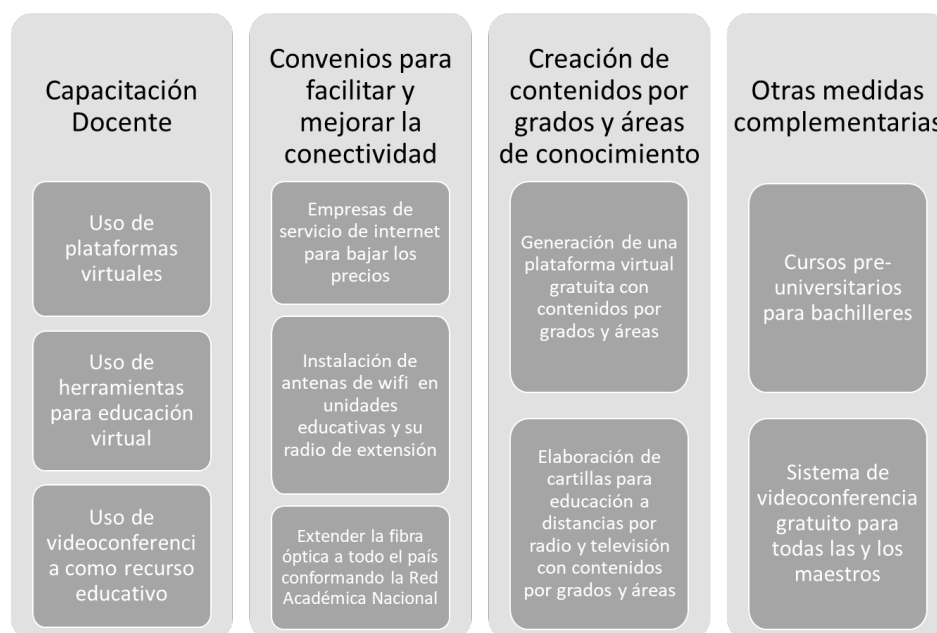 Capacitación
Docente
Uso de
plataformas
virtuales
Uso de
herramientas
para educación
virtual
Uso de
videoconferenci
a como recurso
educativo
Convenios para
facilitar y
mejorar la
conectividad
Empresas de
servicio de internet
para bajar los
precios
Instalación de
antenas de wifi en
unidades
educativas y su
radio de extensión
Extender la fibra
óptica a todo el país
conformando la Red
Académica Nacional
Creación de
contenidos por
grados y áreas
de conocimiento
Generación de una
plataforma virtual
gratuita con
contenidos por
grados y áreas
Elaboración de
cartillas para
educación a
distancias por
radio y televisión
con contenidos
por grados y áreas
Otras medidas
complementarias
Cursos pre-
universitarios
para bachilleres
Sistema de
videoconferencia
gratuito para
todas las y los
maestros